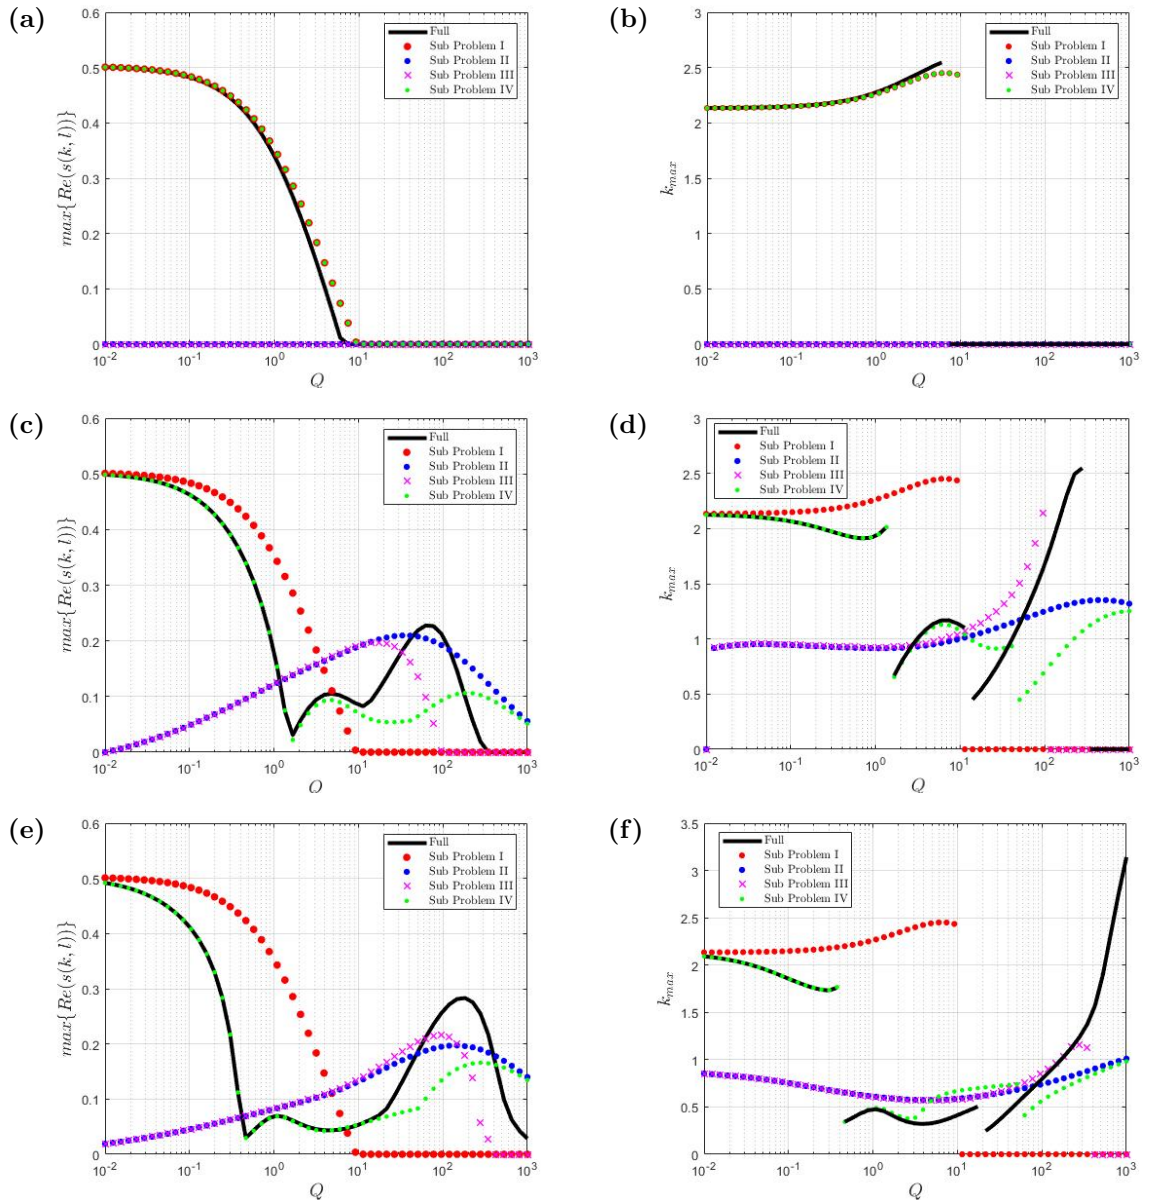 (a)
0.6
0.5
0.4
0.3
0.2
0.1
0
max{Re(s(k, l))}
Full
Sub Problem I
Sub Problem II
Sub Problem III
Sub Problem IV
10^-2 10^-1 10^0 10^1 10^2 10^3
Q
(b)
3
2.5
2
1.5
1
0.5
0
k_max
Full
Sub Problem I
Sub Problem II
Sub Problem III
Sub Problem IV
10^-2 10^-1 10^0 10^1 10^2 10^3
Q
(c)
0.6
0.5
0.4
0.3
0.2
0.1
0
max{Re(s(k, l))}
Full
Sub Problem I
Sub Problem II
Sub Problem III
Sub Problem IV
10^-2 10^-1 10^0 10^1 10^2 10^3
Q
(d)
3
2.5
2
1.5
1
0.5
0
k_max
Full
Sub Problem I
Sub Problem II
Sub Problem III
Sub Problem IV
10^-2 10^-1 10^0 10^1 10^2 10^3
Q
(e)
0.6
0.5
0.4
0.3
0.2
0.1
0
max{Re(s(k, l))}
Full
Sub Problem I
Sub Problem II
Sub Problem III
Sub Problem IV
10^-2 10^-1 10^0 10^1 10^2 10^3
Q
(f)
3.5
3
2.5
2
1.5
1
0.5
0
k_max
Full
Sub Problem I
Sub Problem II
Sub Problem III
Sub Problem IV
10^-2 10^-1 10^0 10^1 10^2 10^3
Q